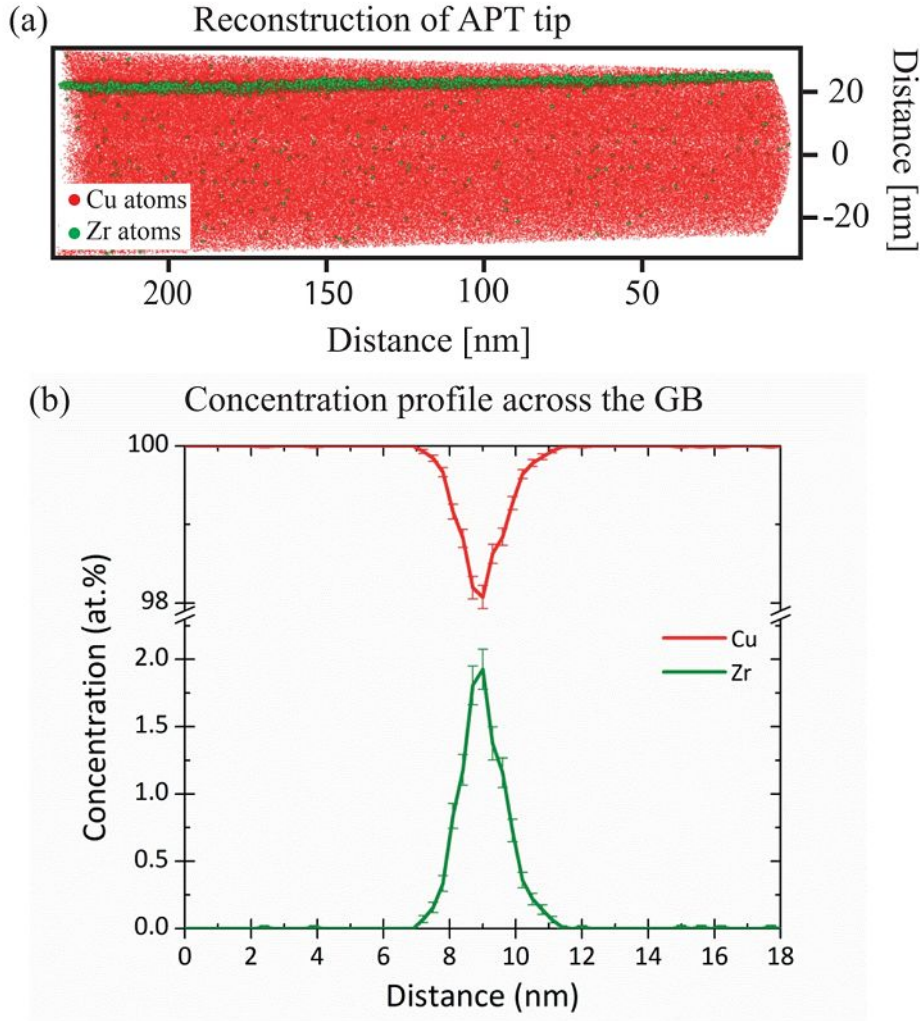 (a) Reconstruction of APT tip
Cu atoms
Zr atoms
20
0
-20
Distance [nm]
200 150 100 50
Distance [nm]
(b) Concentration profile across the GB
100
98
2.0
1.5
1.0
0.5
0.0
Concentration (at.%)
Cu
Zr
0 2 4 6 8 10 12 14 16 18
Distance (nm)